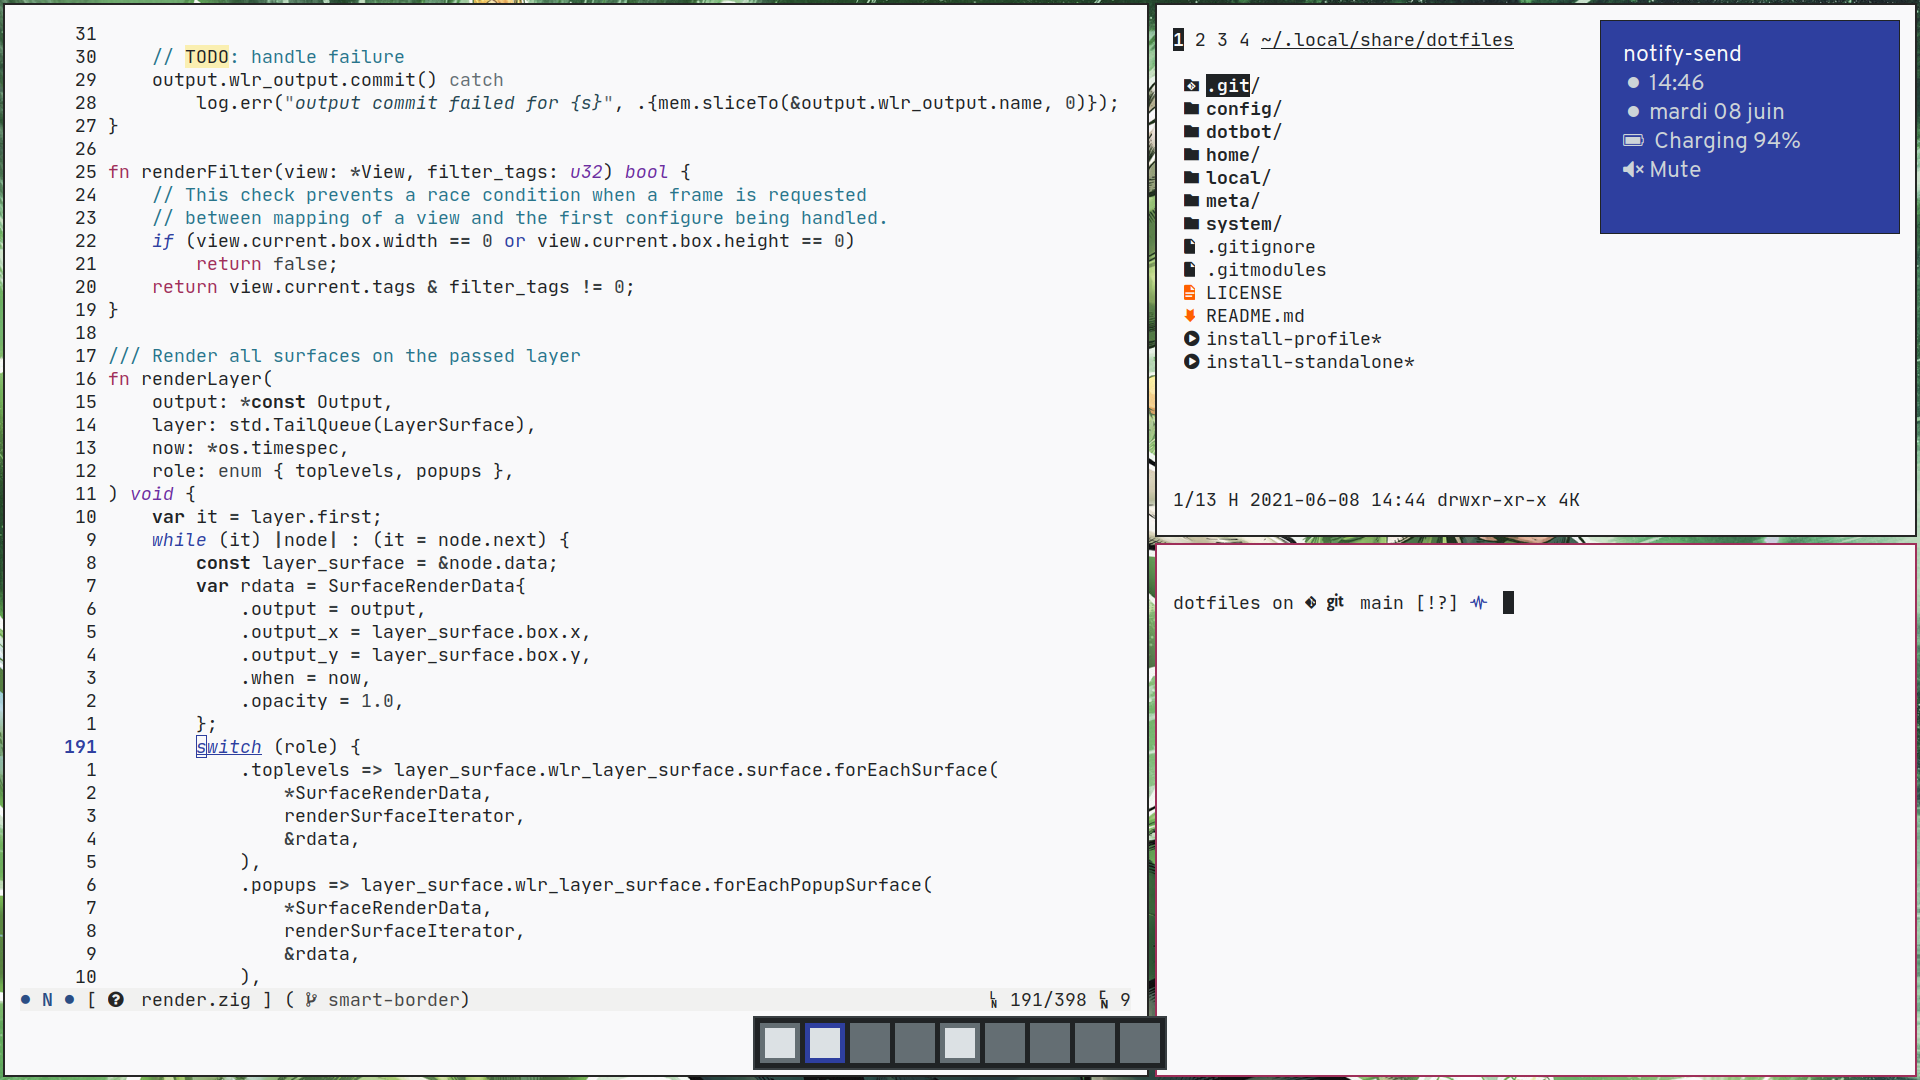 31
30     // TODO: handle failure
29     output.wlr_output.commit() catch
28         log.err("output commit failed for {s}", .{mem.sliceTo(&output.wlr_output.name, 0)});
27 }
26
25 fn renderFilter(view: *View, filter_tags: u32) bool {
24     // This check prevents a race condition when a frame is requested
23     // between mapping of a view and the first configure being handled.
22     if (view.current.box.width == 0 or view.current.box.height == 0)
21         return false;
20     return view.current.tags & filter_tags != 0;
19 }
18
17 /// Render all surfaces on the passed layer
16 fn renderLayer(
15     output: *const Output,
14     layer: std.TailQueue(LayerSurface),
13     now: *os.timespec,
12     role: enum { toplevels, popups },
11 ) void {
10     var it = layer.first;
9     while (it) |node| : (it = node.next) {
8         const layer_surface = &node.data;
7         var rdata = SurfaceRenderData{
6             .output = output,
5             .output_x = layer_surface.box.x,
4             .output_y = layer_surface.box.y,
3             .when = now,
2             .opacity = 1.0,
1         };
191         switch (role) {
1             .toplevels => layer_surface.wlr_layer_surface.surface.forEachSurface(
2                 *SurfaceRenderData,
3                 renderSurfaceIterator,
4                 &rdata,
5             ),
6             .popups => layer_surface.wlr_layer_surface.forEachPopupSurface(
7                 *SurfaceRenderData,
8                 renderSurfaceIterator,
9                 &rdata,
10             ),
● N ● [ render.zig ] ( smart-border) LN 191/398 CN 9
1 2 3 4 ~/.local/share/dotfiles
.git/
config/
dotbot/
home/
local/
meta/
system/
.gitignore
.gitmodules
LICENSE
README.md
install-profile*
install-standalone*
1/13 H 2021-06-08 14:44 drwxr-xr-x 4K
notify-send
● 14:46
● mardi 08 juin
Charging 94%
Mute
dotfiles on git main [!?]